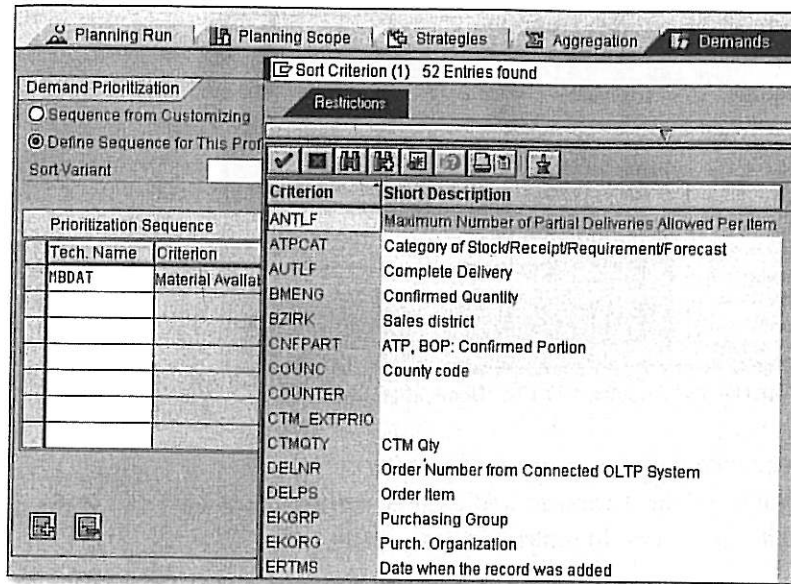 Planning Run Planning Scope Strategies Aggregation Demands
Sort Criterion (1) 52 Entries found
Demand Prioritization
Restrictions
Sequence from Customizing
Define Sequence for This Prof
Sort Variant
Criterion Short Description
Prioritization Sequence
Tech. Name Criterion
MBDAT Material Availab
ANTLF Maximum Number of Partial Deliveries Allowed Per Item
ATPCAT Category of Stock/Receipt/Requirement/Forecast
AUTLF Complete Delivery
BMENG Confirmed Quantity
BZIRK Sales district
CNFPART ATP, BOP: Confirmed Portion
COUNC County code
COUNTER
CTM_EXTPRIO
CTMQTY CTM Qty
DELNR Order Number from Connected OLTP System
DELPS Order Item
EKGRP Purchasing Group
EKORG Purch. Organization
ERTMS Date when the record was added